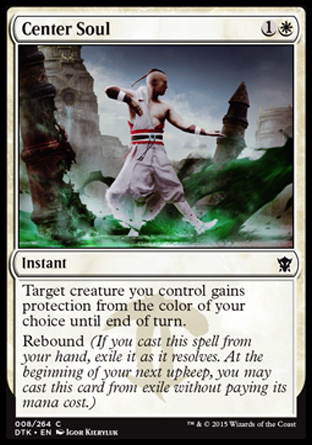 Center Soul 1
Instant
Target creature you control gains
protection from the color of your
choice until end of turn.
Rebound (If you cast this spell from
your hand, exile it as it resolves. At the
beginning of your next upkeep, you may
cast this card from exile without paying its
mana cost.)
008/264 C
DTK • EN Igor Kieryluk ™ & © 2015 Wizards of the Coast